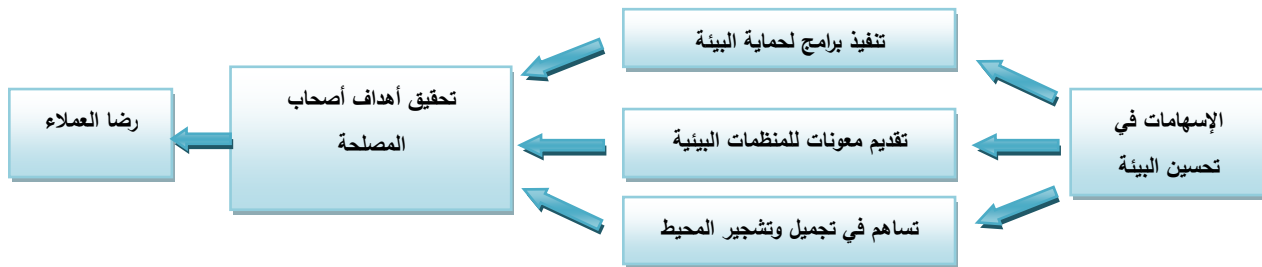 الإسهامات في
تحسين البيئة
تنفيذ برامج لحماية البيئة
تقديم معونات للمنظمات البيئية
تساهم في تجميل وتشجير المحيط
تحقيق أهداف أصحاب
المصلحة
رضا العملاء